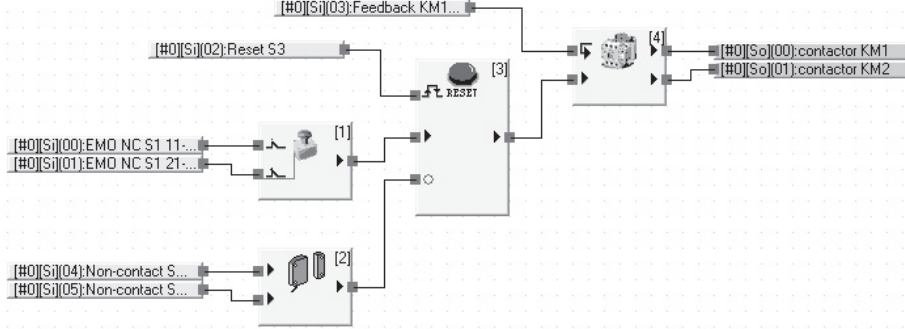 [#0][Si](03):Feedback KM1...
[4]
[#0][So](00):contactor KM1
[#0][So](01):contactor KM2
[#0][Si](02):Reset S3
[3]
RESET
[#0][Si](00):EMO NC S1 11-...
[#0][Si](01):EMO NC S1 21-...
[1]
[#0][Si](04):Non-contact S...
[#0][Si](05):Non-contact S...
[2]